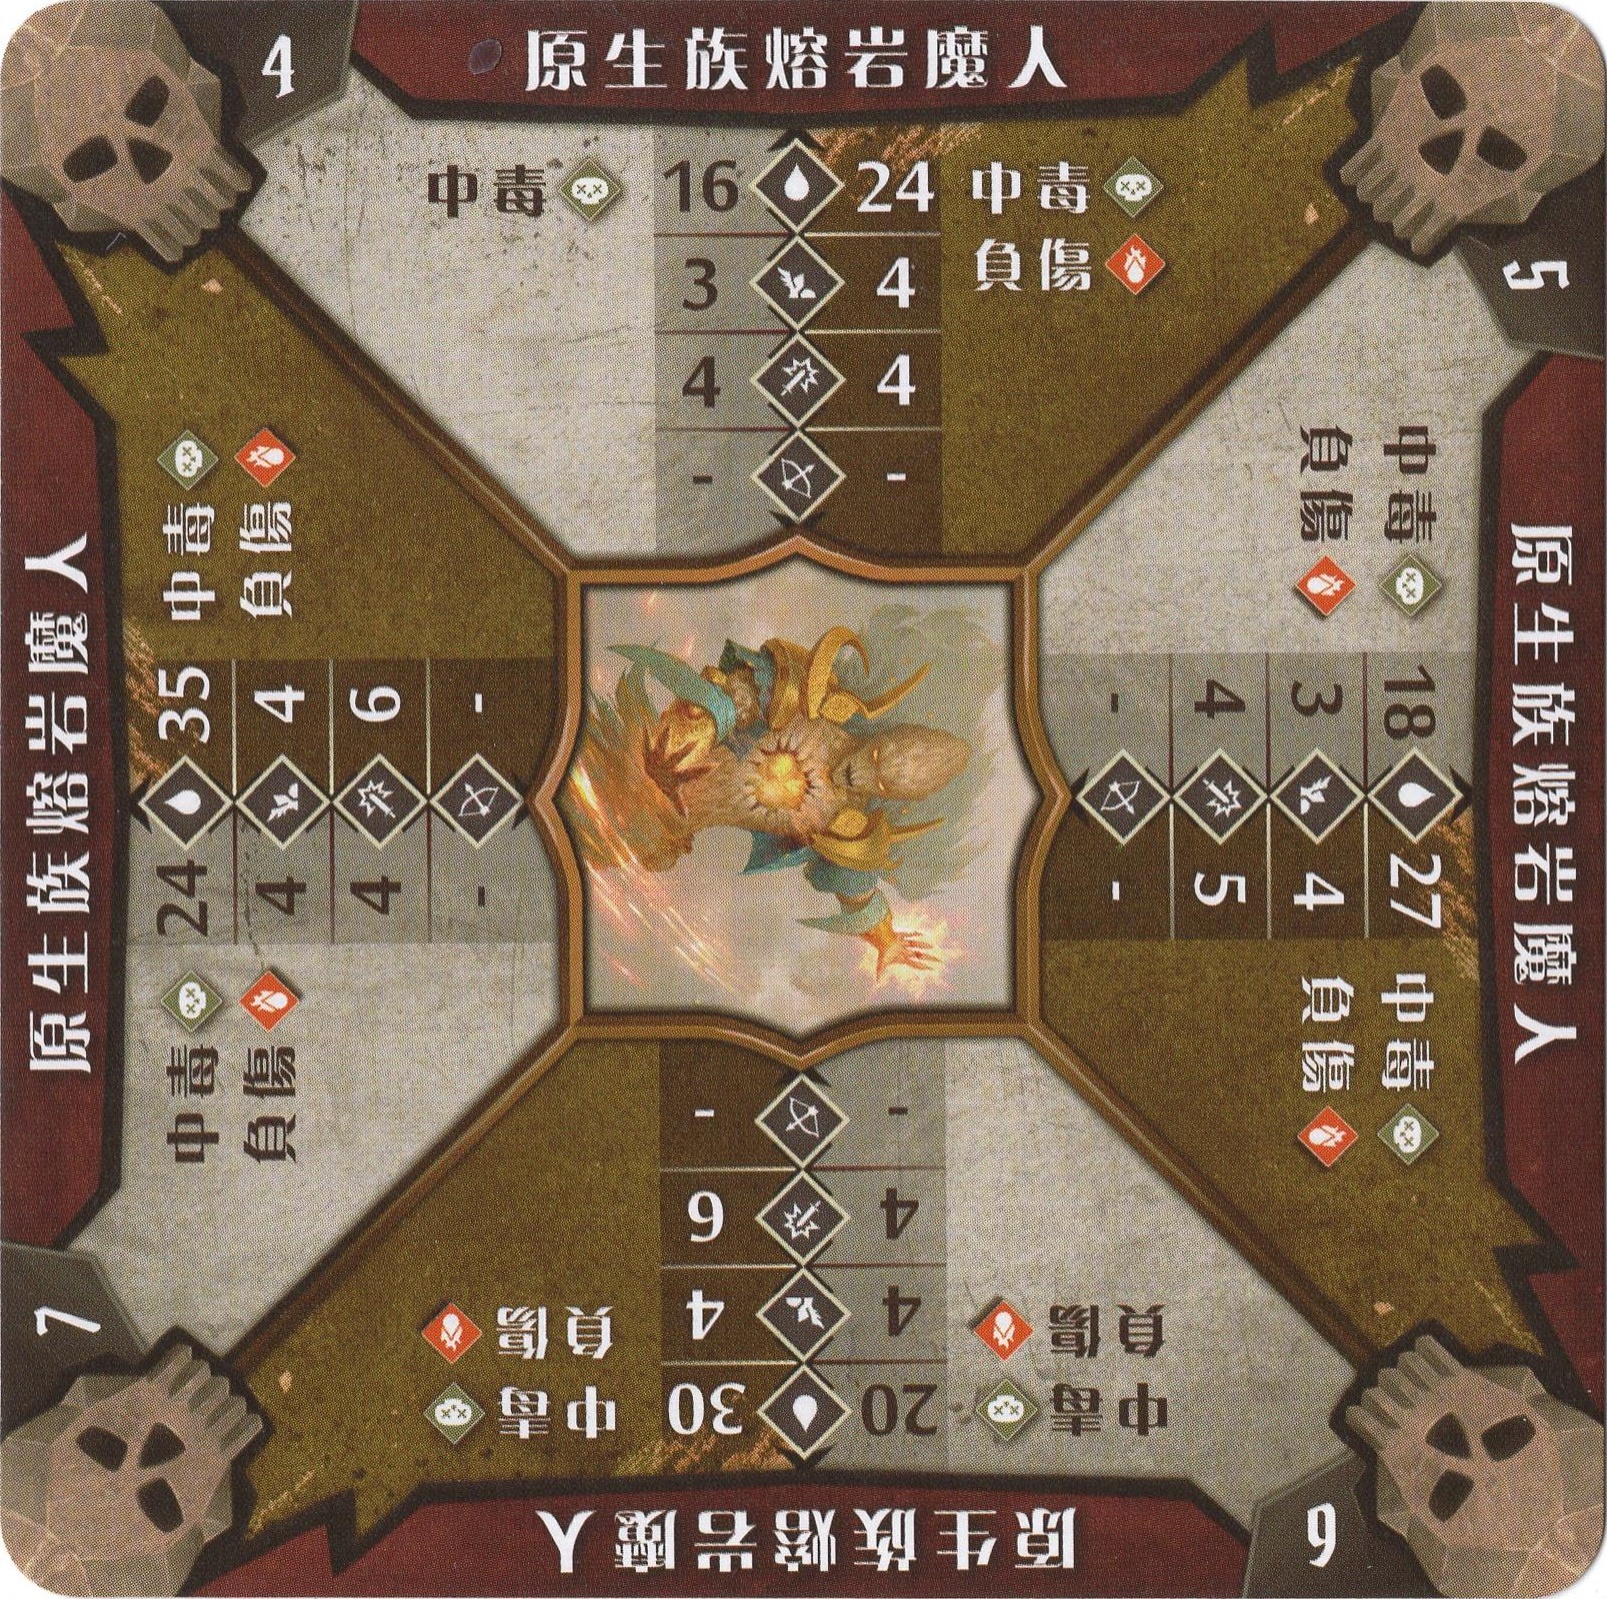 4
原生族熔岩魔人
中毒 16 24 中毒
3 4 負傷
4 4
- -
5
原生族熔岩魔人
中毒 18 27 中毒
負傷 3 4 負傷
4 5
- -
6
原生族熔岩魔人
中毒 20 30 中毒
負傷 4 4 負傷
4 6
- -
7
原生族熔岩魔人
中毒 24 35 中毒
負傷 4 4 負傷
4 6
- -